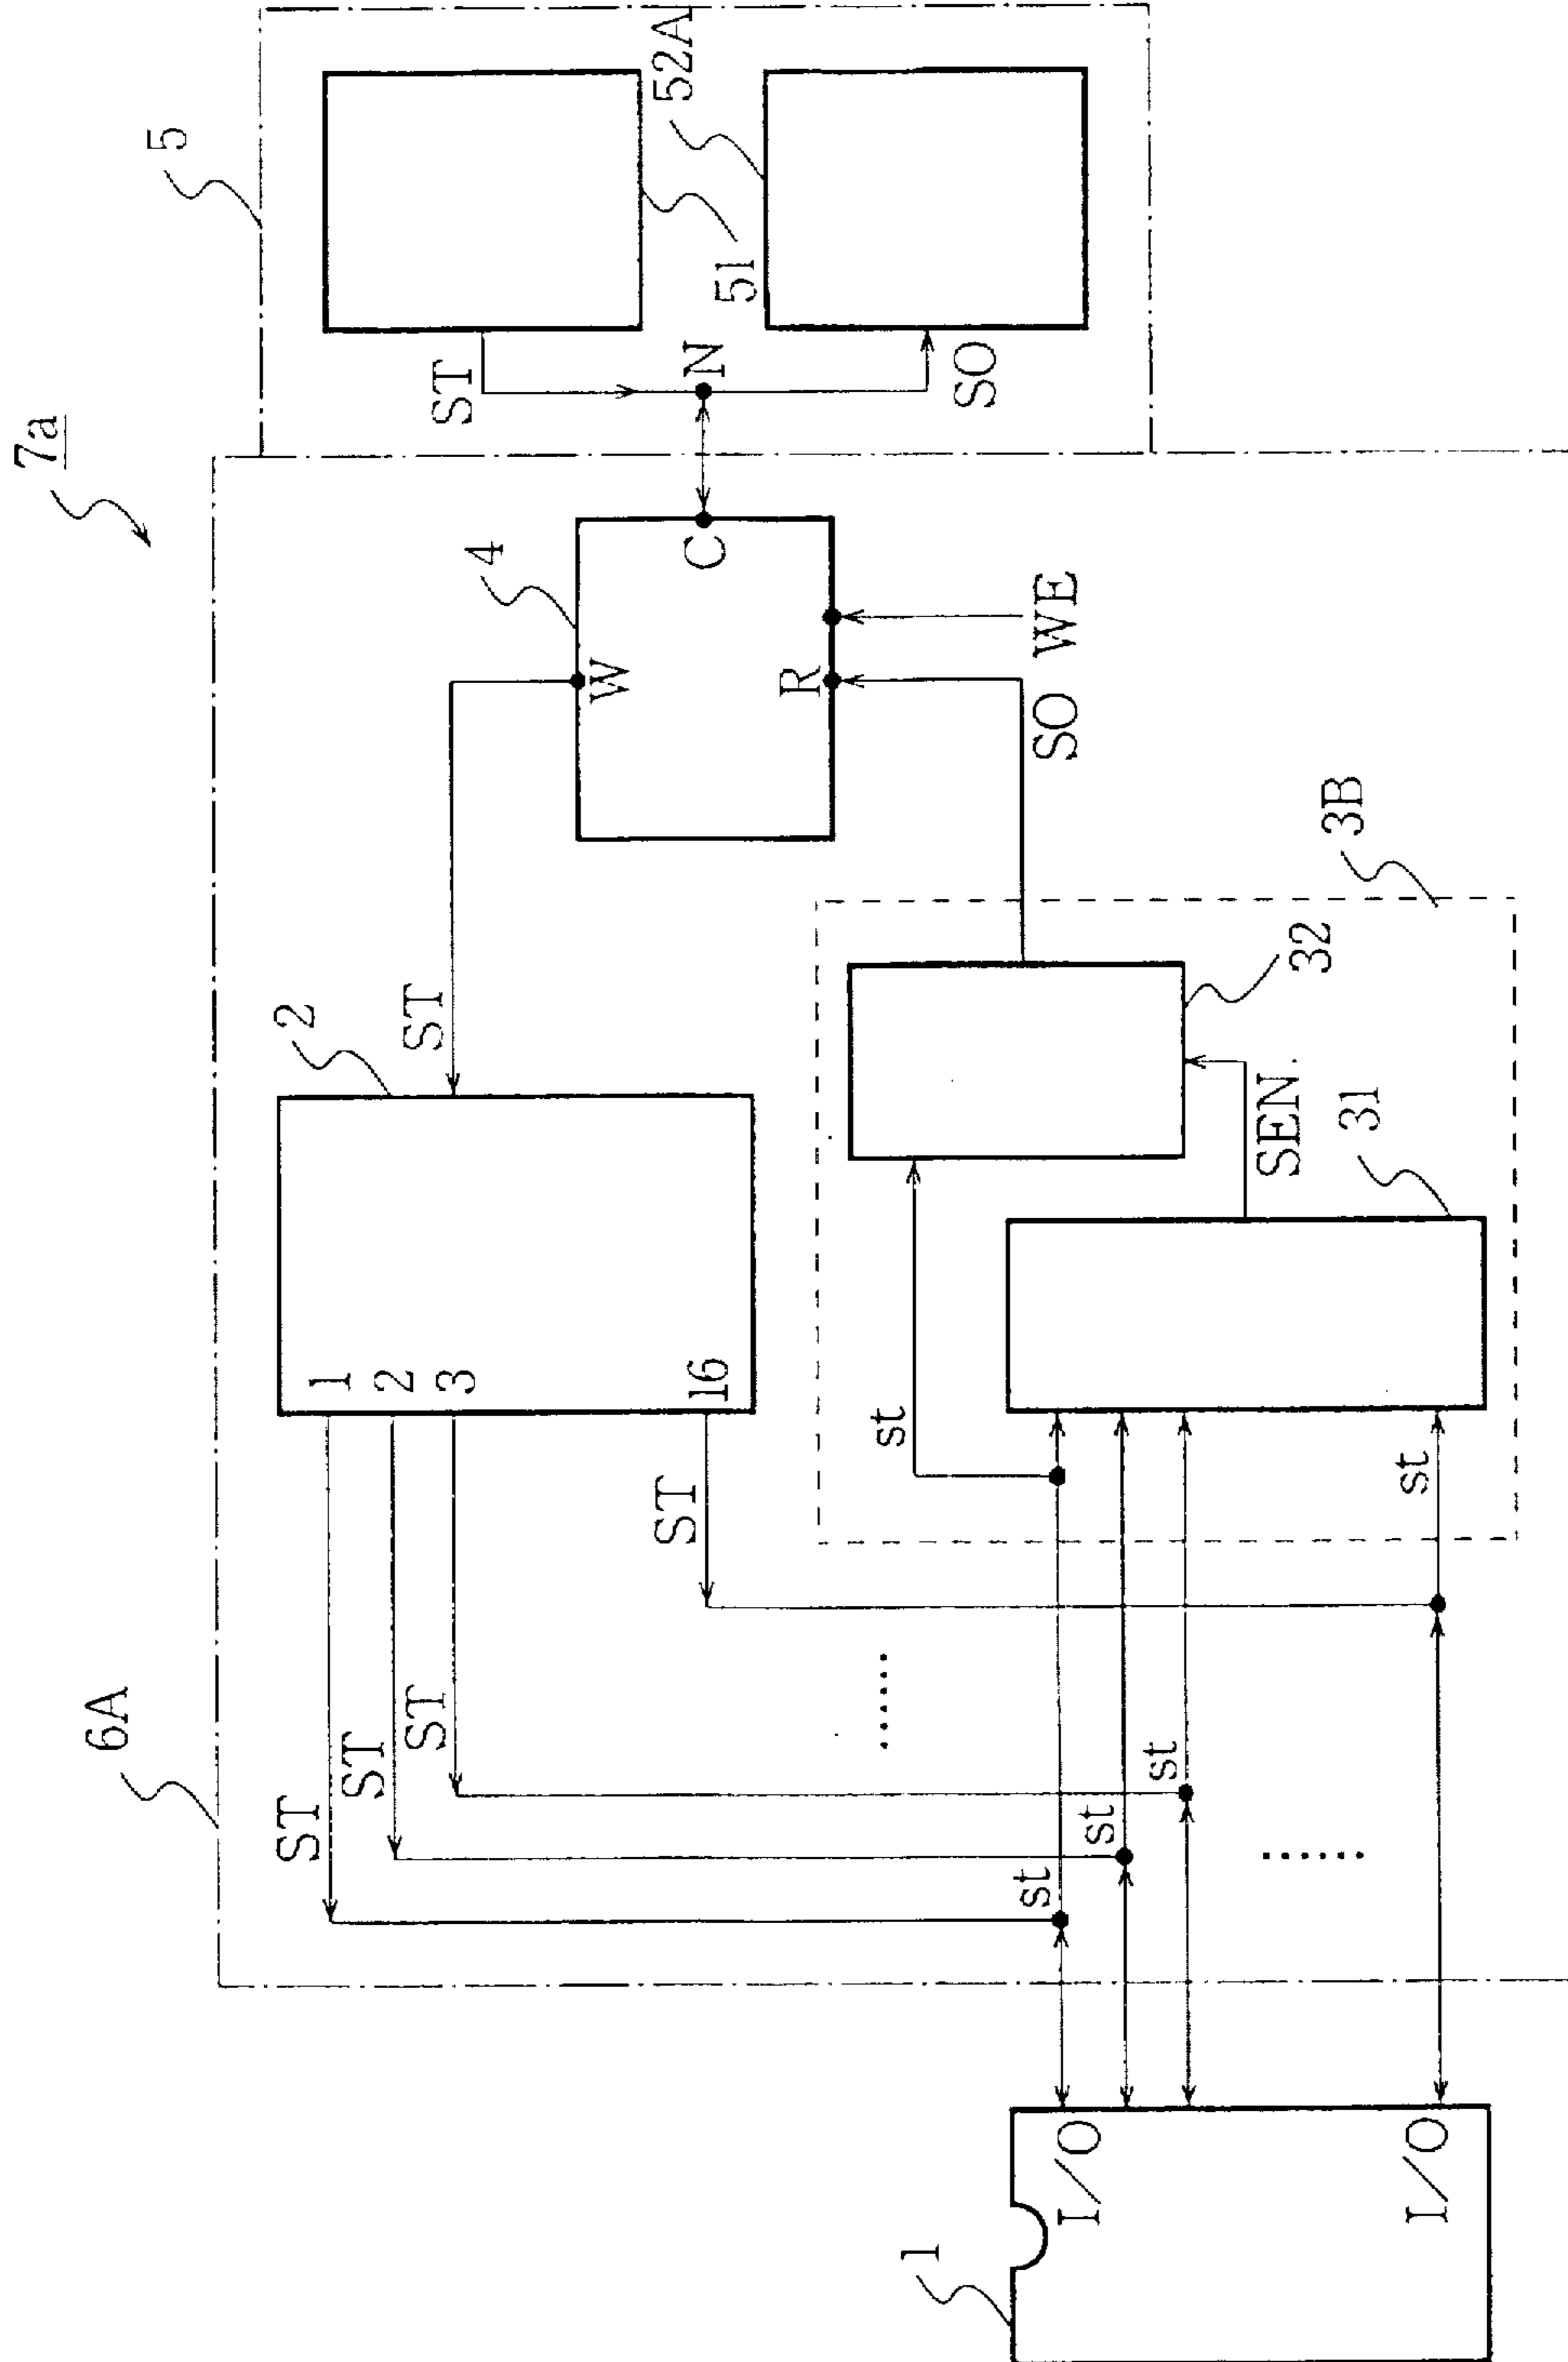 7a
5
52A
51
ST
N
SO
4
C
W
R
WE
SO
ST
2
1
2
3
16
3B
32
SEN
31
st
st
ST
6A
ST
ST
ST
st
st
st
......
......
1
I/O
I/O